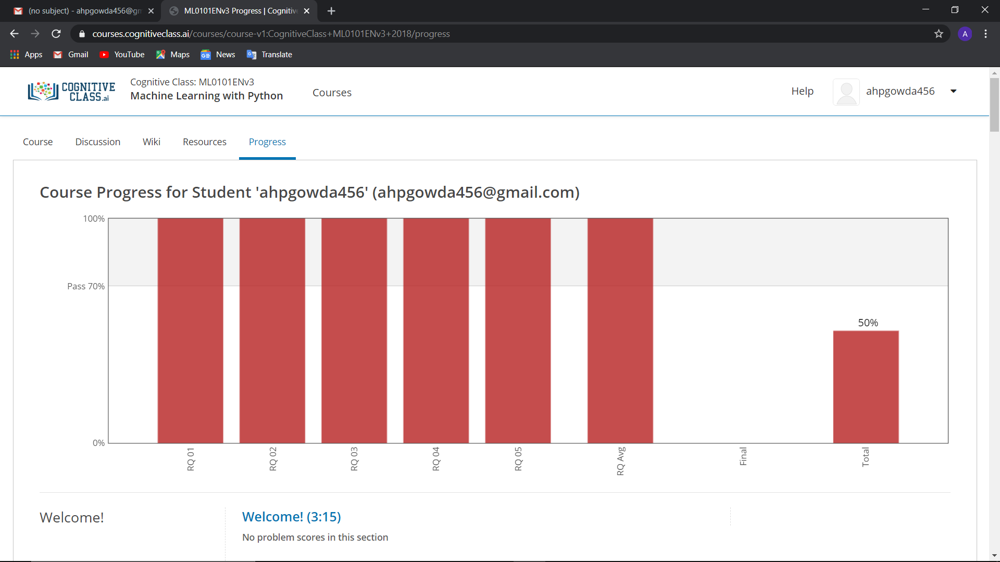 (no subject) - ahpgowda456@gm
ML0101ENv3 Progress | Cognitive
courses.cognitiveclass.ai/courses/course-v1:CognitiveClass+ML0101ENv3+2018/progress
A
Apps
Gmail
YouTube
Maps
News
Translate
COGNITIVE
CLASS.ai
Cognitive Class: ML0101ENv3
Machine Learning with Python
Courses
Help
ahpgowda456
Course
Discussion
Wiki
Resources
Progress
Course Progress for Student 'ahpgowda456' (ahpgowda456@gmail.com)
100%
Pass 70%
0%
50%
RQ 01
RQ 02
RQ 03
RQ 04
RQ 05
RQ Avg
Final
Total
Welcome!
Welcome! (3:15)
No problem scores in this section